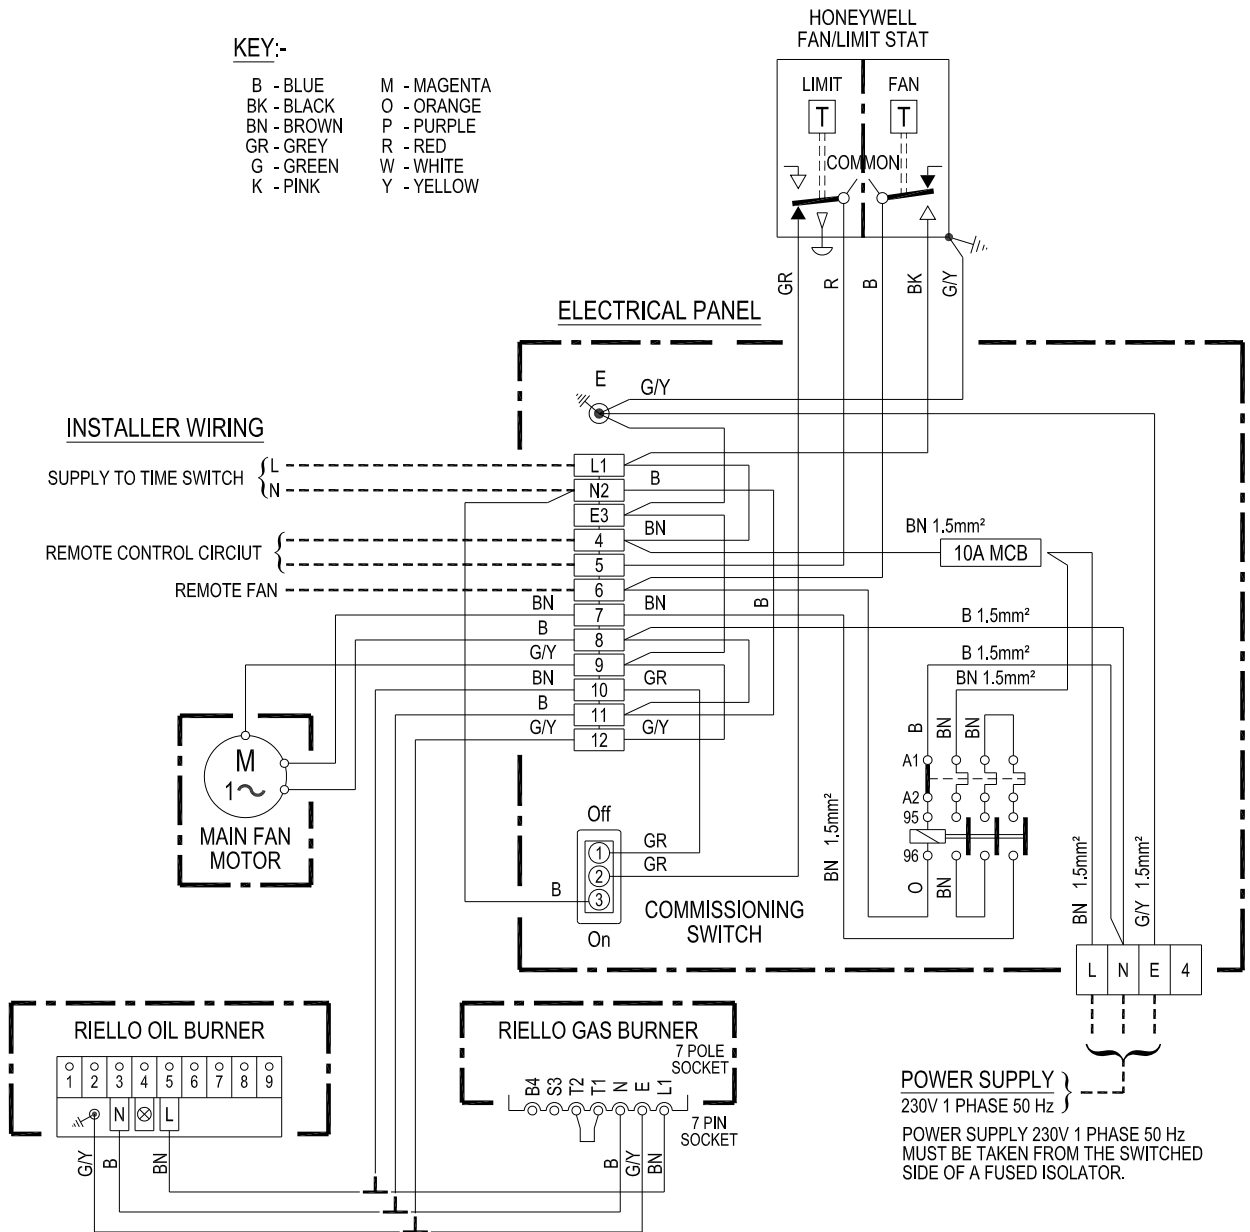 HONEYWELL
FAN/LIMIT STAT
KEY:-
B - BLUE
BK - BLACK
BN - BROWN
GR - GREY
G - GREEN
K - PINK
M - MAGENTA
O - ORANGE
P - PURPLE
R - RED
W - WHITE
Y - YELLOW
LIMIT
FAN
T
T
COMMON
GR
R
B
BK
G/Y
ELECTRICAL PANEL
E
G/Y
INSTALLER WIRING
SUPPLY TO TIME SWITCH
L
N
REMOTE CONTROL CIRCIUT
REMOTE FAN
L1
N2
E3
4
5
6
7
8
9
10
11
12
B
BN
BN
B
BN
B
G/Y
BN
B
G/Y
GR
G/Y
BN 1.5mm²
10A MCB
B 1.5mm²
B 1.5mm²
BN 1.5mm²
B
BN
BN
A1
A2
95
96
O
BN
BN 1.5mm²
BN 1.5mm²
G/Y 1.5mm²
M
1
MAIN FAN
MOTOR
Off
1
2
3
On
GR
GR
B
COMMISSIONING
SWITCH
L
N
E
4
RIELLO OIL BURNER
1
2
3
4
5
6
7
8
9
N
L
G/Y
B
BN
RIELLO GAS BURNER
7 POLE
SOCKET
B4
S3
T2
T1
N
E
L1
7 PIN
SOCKET
B
G/Y
BN
POWER SUPPLY
230V 1 PHASE 50 Hz
POWER SUPPLY 230V 1 PHASE 50 Hz
MUST BE TAKEN FROM THE SWITCHED
SIDE OF A FUSED ISOLATOR.